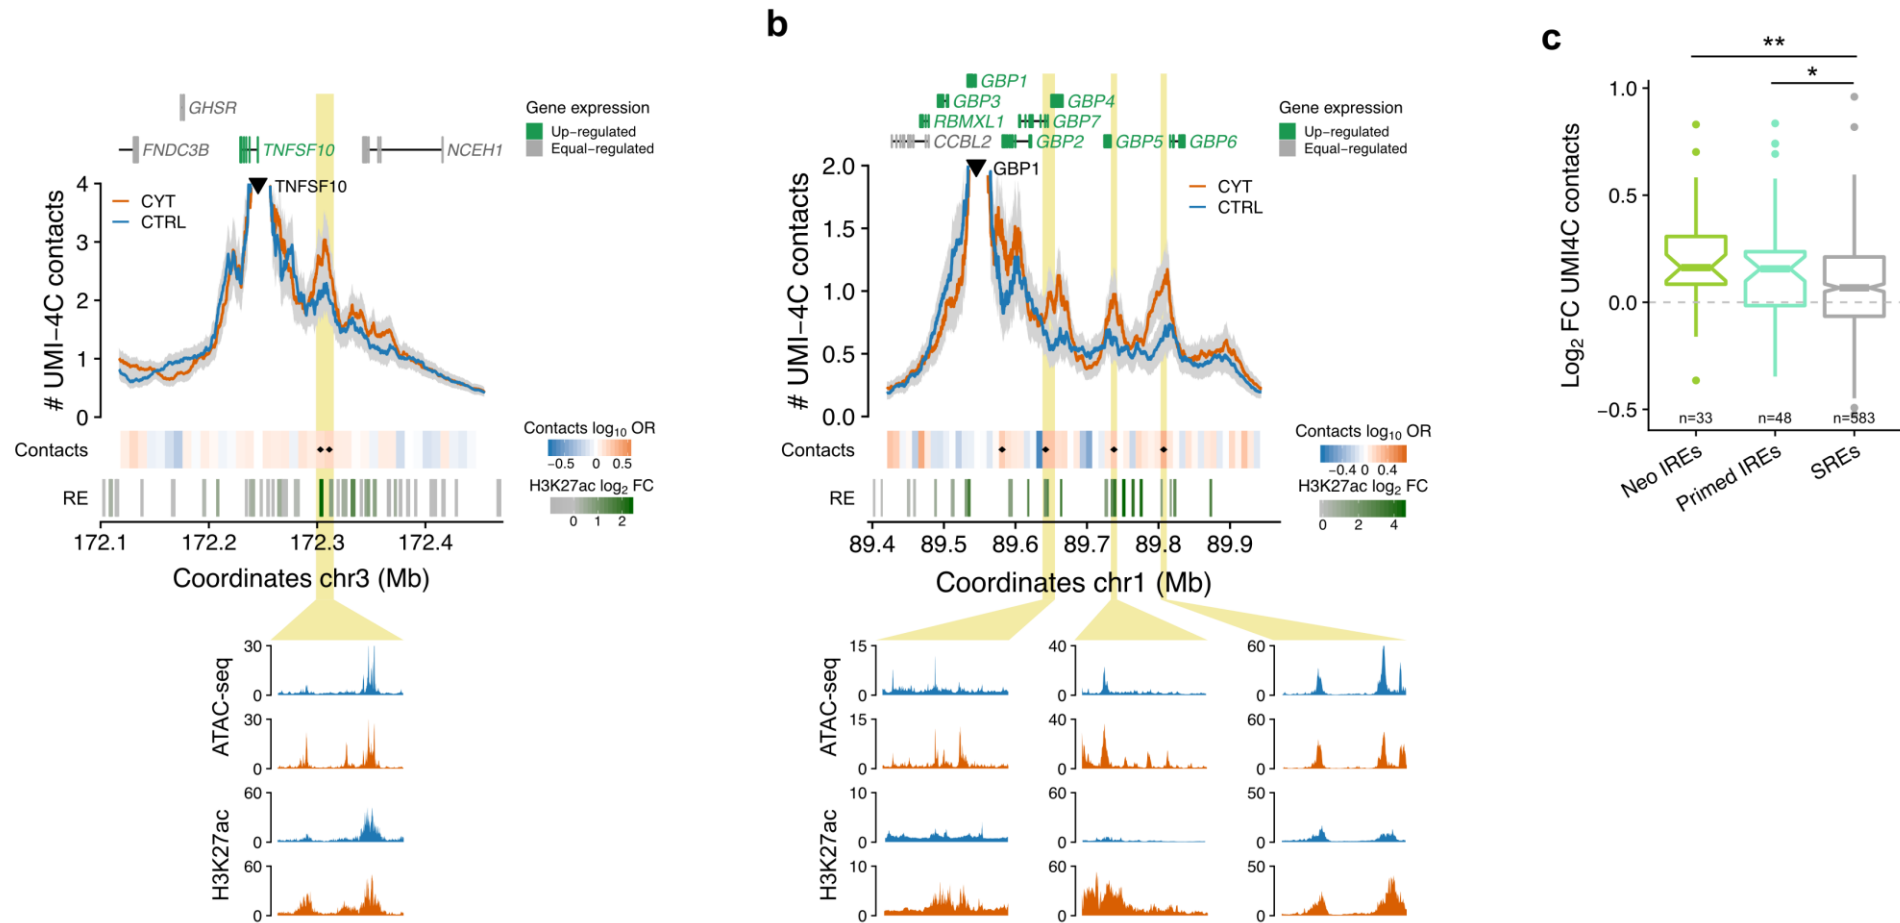 b
c
GHSR
FNDC3B
TNFSF10
NCEH1
Gene expression
Up−regulated
Equal−regulated
TNFSF10
CYT
CTRL
# UMI−4C contacts
4
3
2
1
0
Contacts
Contacts log10 OR
−0.5 0 0.5
RE
H3K27ac log2 FC
0 1 2
172.1 172.2 172.3 172.4
Coordinates chr3 (Mb)
ATAC-seq
30
0
30
0
H3K27ac
60
0
60
0
GBP1
GBP3
GBP4
RBMXL1
GBP7
CCBL2
GBP2
GBP5
GBP6
Gene expression
Up−regulated
Equal−regulated
GBP1
CYT
CTRL
# UMI−4C contacts
2.0
1.5
1.0
0.5
0.0
Contacts
Contacts log10 OR
−0.4 0 0.4
RE
H3K27ac log2 FC
0 2 4
89.4 89.5 89.6 89.7 89.8 89.9
Coordinates chr1 (Mb)
ATAC-seq
15 40 60
0 0 0
15 40 60
0 0 0
H3K27ac
10 60 50
0 0 0
10 60 50
0 0 0
**
*
Log2 FC UMI4C contacts
1.0
0.5
0.0
−0.5
n=33 n=48 n=583
Neo IREs
Primed IREs
SREs